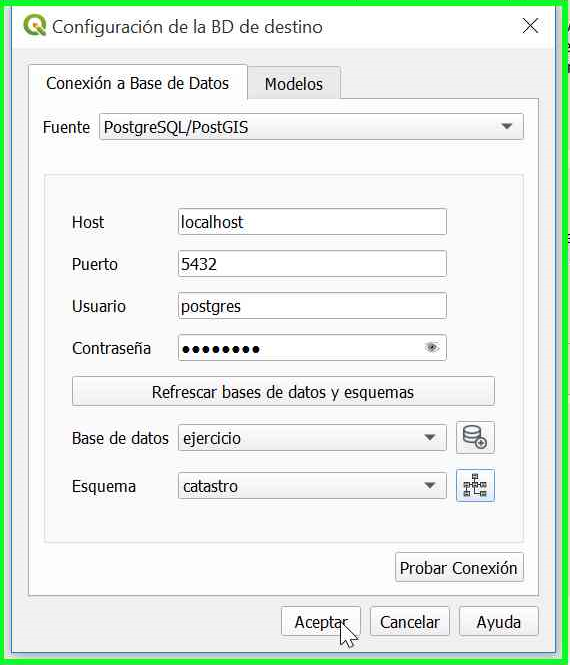 Configuración de la BD de destino
Conexión a Base de Datos
Modelos
Fuente PostgreSQL/PostGIS
Host localhost
Puerto 5432
Usuario postgres
Contraseña ●●●●●●●●
Refrescar bases de datos y esquemas
Base de datos ejercicio
Esquema catastro
Probar Conexión
Aceptar Cancelar Ayuda